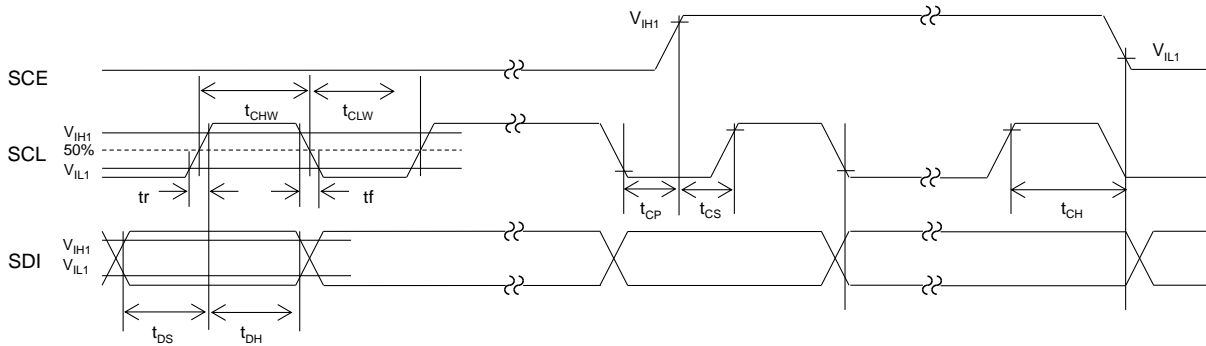 V_IH1
V_IL1
SCE
t_CHW
t_CLW
V_IH1
SCL
50%
V_IL1
tr
tf
t_CP
t_CS
t_CH
SDI
V_IH1
V_IL1
t_DS
t_DH